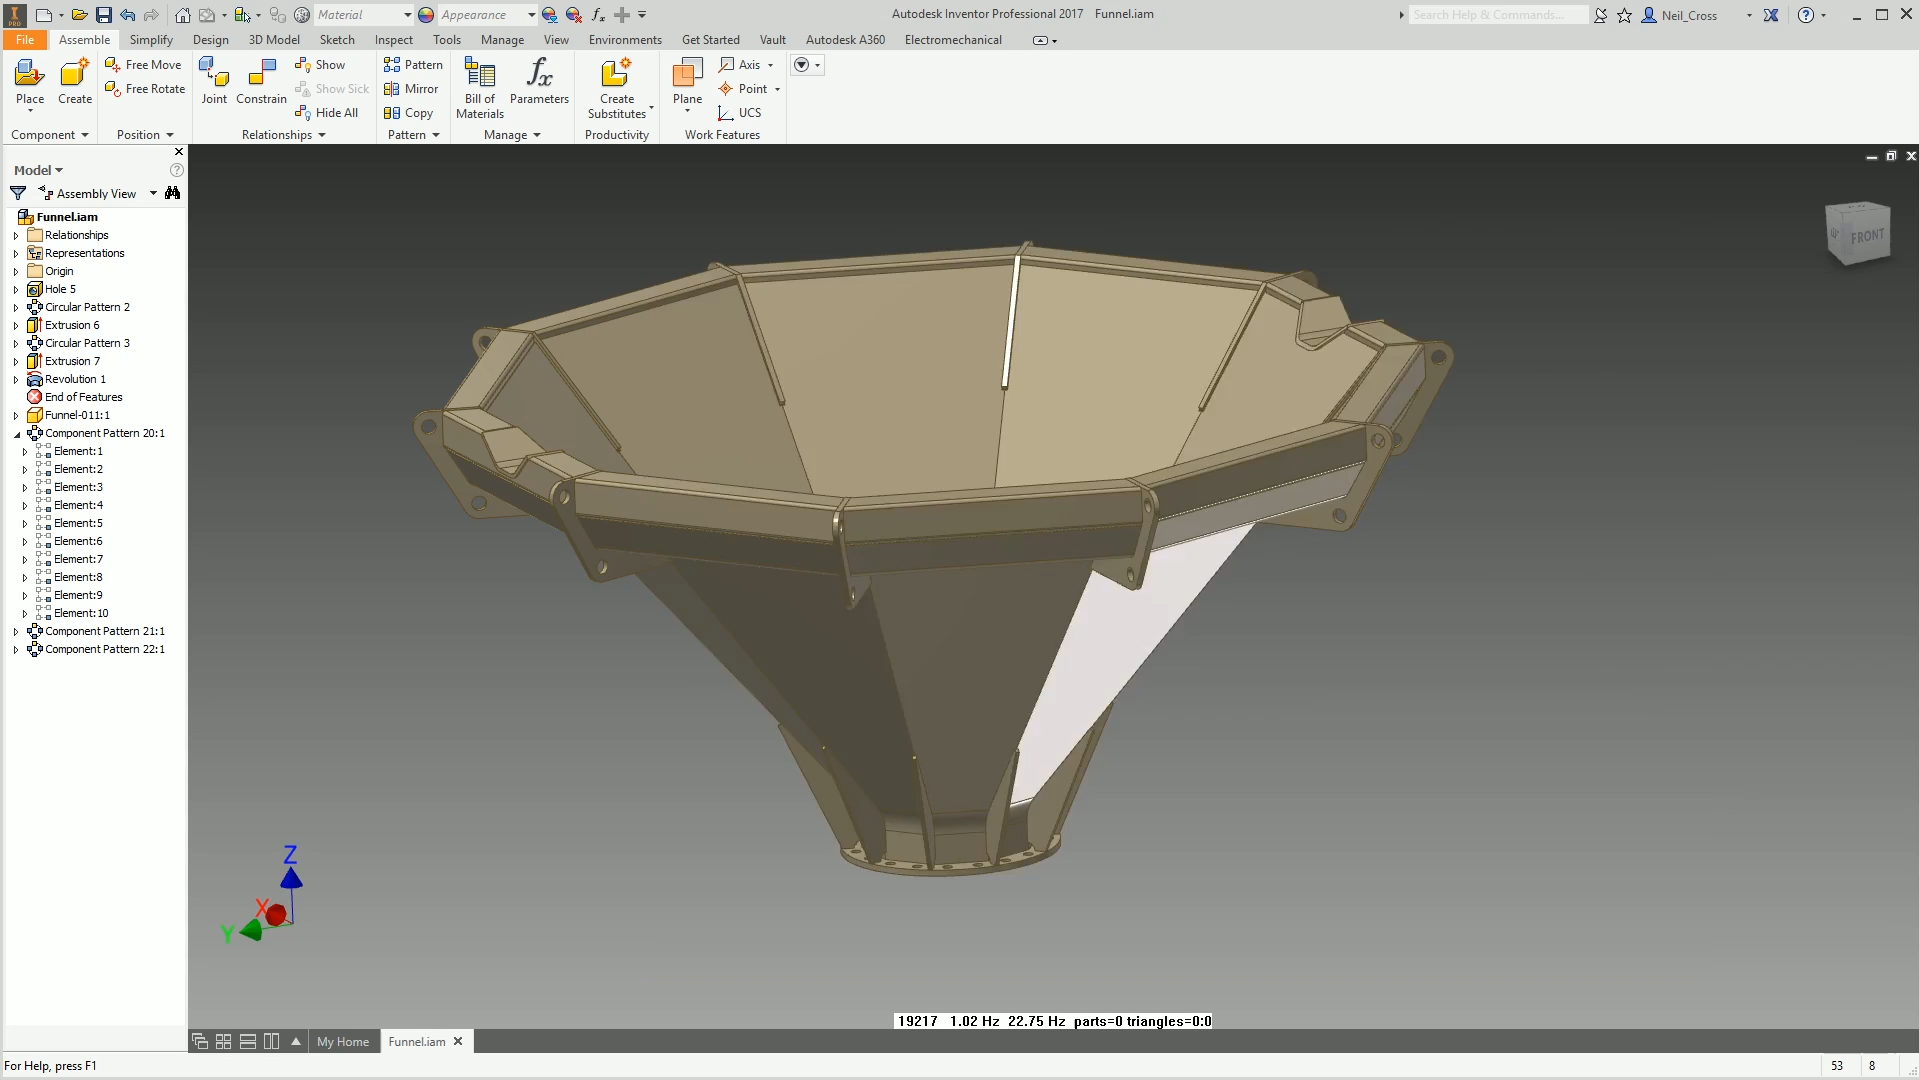 Material
Appearance
Autodesk Inventor Professional 2017 Funnel.iam
Search Help & Commands...
Neil_Cross
PRO
File Assemble Simplify Design 3D Model Sketch Inspect Tools Manage View Environments Get Started Vault Autodesk A360 Electromechanical
Place
Create
Component
Free Move
Free Rotate
Position
Joint
Constrain
Show
Show Sick
Hide All
Relationships
Pattern
Mirror
Copy
Pattern
Bill of
Materials
Parameters
Manage
Create
Substitutes
Productivity
Plane
Axis
Point
UCS
Work Features
Model
Assembly View
Funnel.iam
Relationships
Representations
Origin
Hole 5
Circular Pattern 2
Extrusion 6
Circular Pattern 3
Extrusion 7
Revolution 1
End of Features
Funnel-011:1
Component Pattern 20:1
Element:1
Element:2
Element:3
Element:4
Element:5
Element:6
Element:7
Element:8
Element:9
Element:10
Component Pattern 21:1
Component Pattern 22:1
FRONT
Z
X
Y
19217 1.02 Hz 22.75 Hz parts=0 triangles=0:0
My Home
Funnel.iam
For Help, press F1
53 8